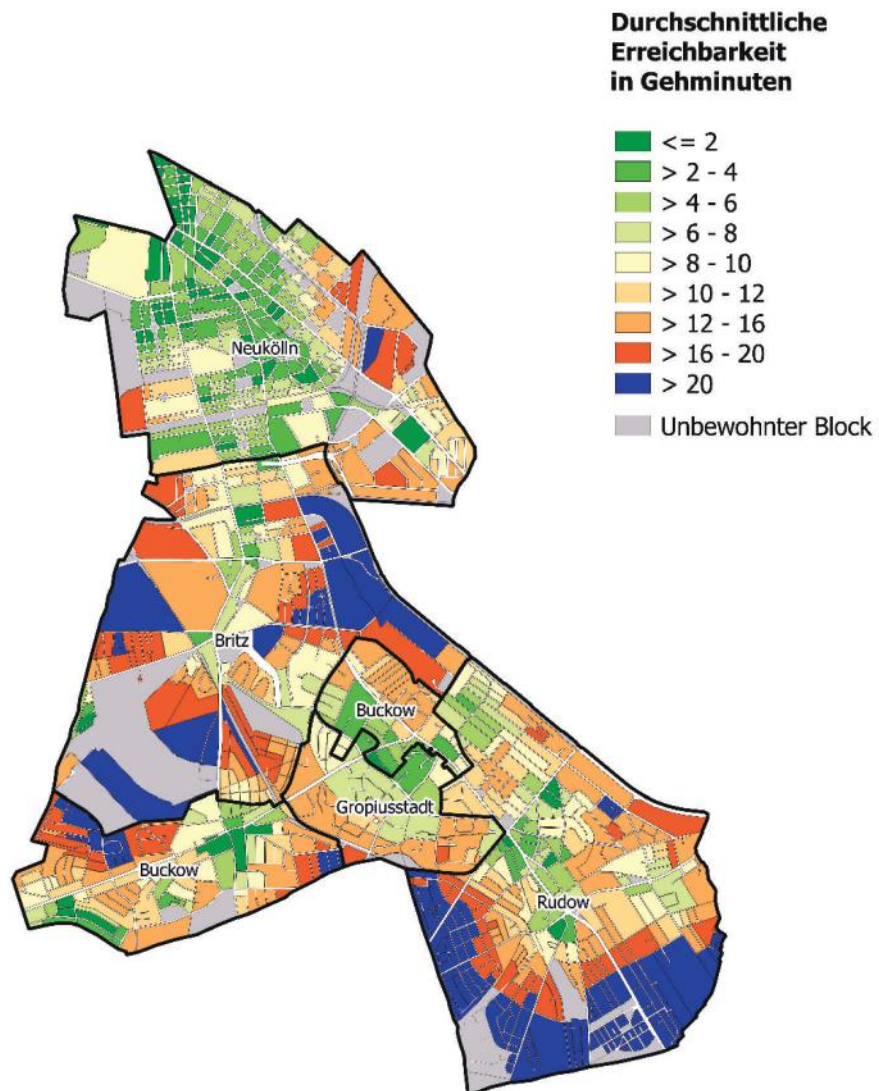 Durchschnittliche
Erreichbarkeit
in Gehminuten
<= 2
> 2 - 4
> 4 - 6
> 6 - 8
> 8 - 10
> 10 - 12
> 12 - 16
> 16 - 20
> 20
Unbewohnter Block
Neukölln
Britz
Buckow
Gropiusstadt
Buckow
Rudow